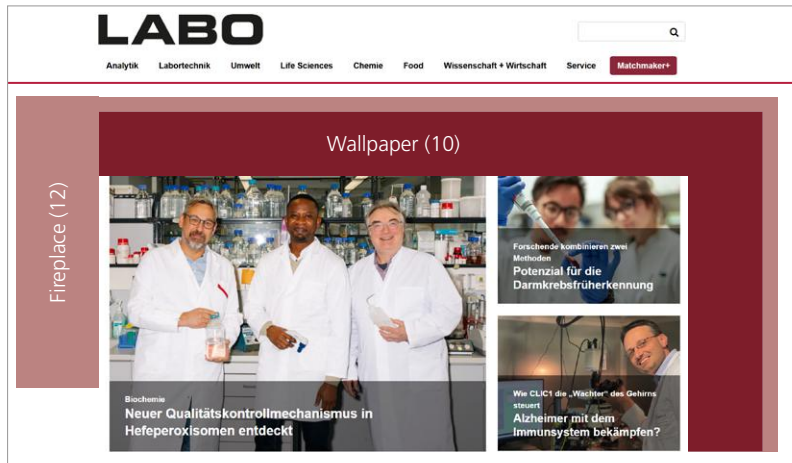 LABO
Analytik Labortechnik Umwelt Life Sciences Chemie Food Wissenschaft + Wirtschaft Service Matchmaker+
Wallpaper (10)
Fireplace (12)
Biochemie
Neuer Qualitätskontrollmechanismus in
Hefeperoxisomen entdeckt
Forschende kombinieren zwei
Methoden
Potenzial für die
Darmkrebsfrüherkennung
Wie CLIC1 die „Wächter“ des Gehirns
steuert
Alzheimer mit dem
Immunsystem bekämpfen?